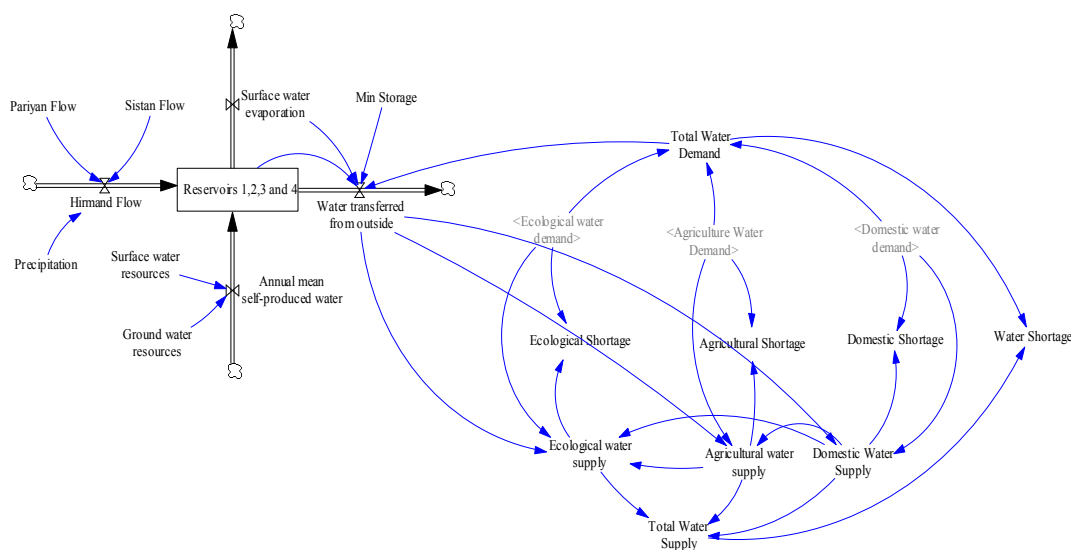 Pariyan Flow
Sistan Flow
Surface water
evaporation
Min Storage
Total Water
Demand
Reservoirs 1,2,3 and 4
Hirmand Flow
Water transferred
from outside
<Ecological water
demand>
<Agriculture Water
Demand>
<Domestic water
demand>
Precipitation
Surface water
resources
Annual mean
self-produced water
Ground water
resources
Ecological Shortage
Agricultural Shortage
Domestic Shortage
Water Shortage
Ecological water
supply
Agricultural water
supply
Domestic Water
Supply
Total Water
Supply